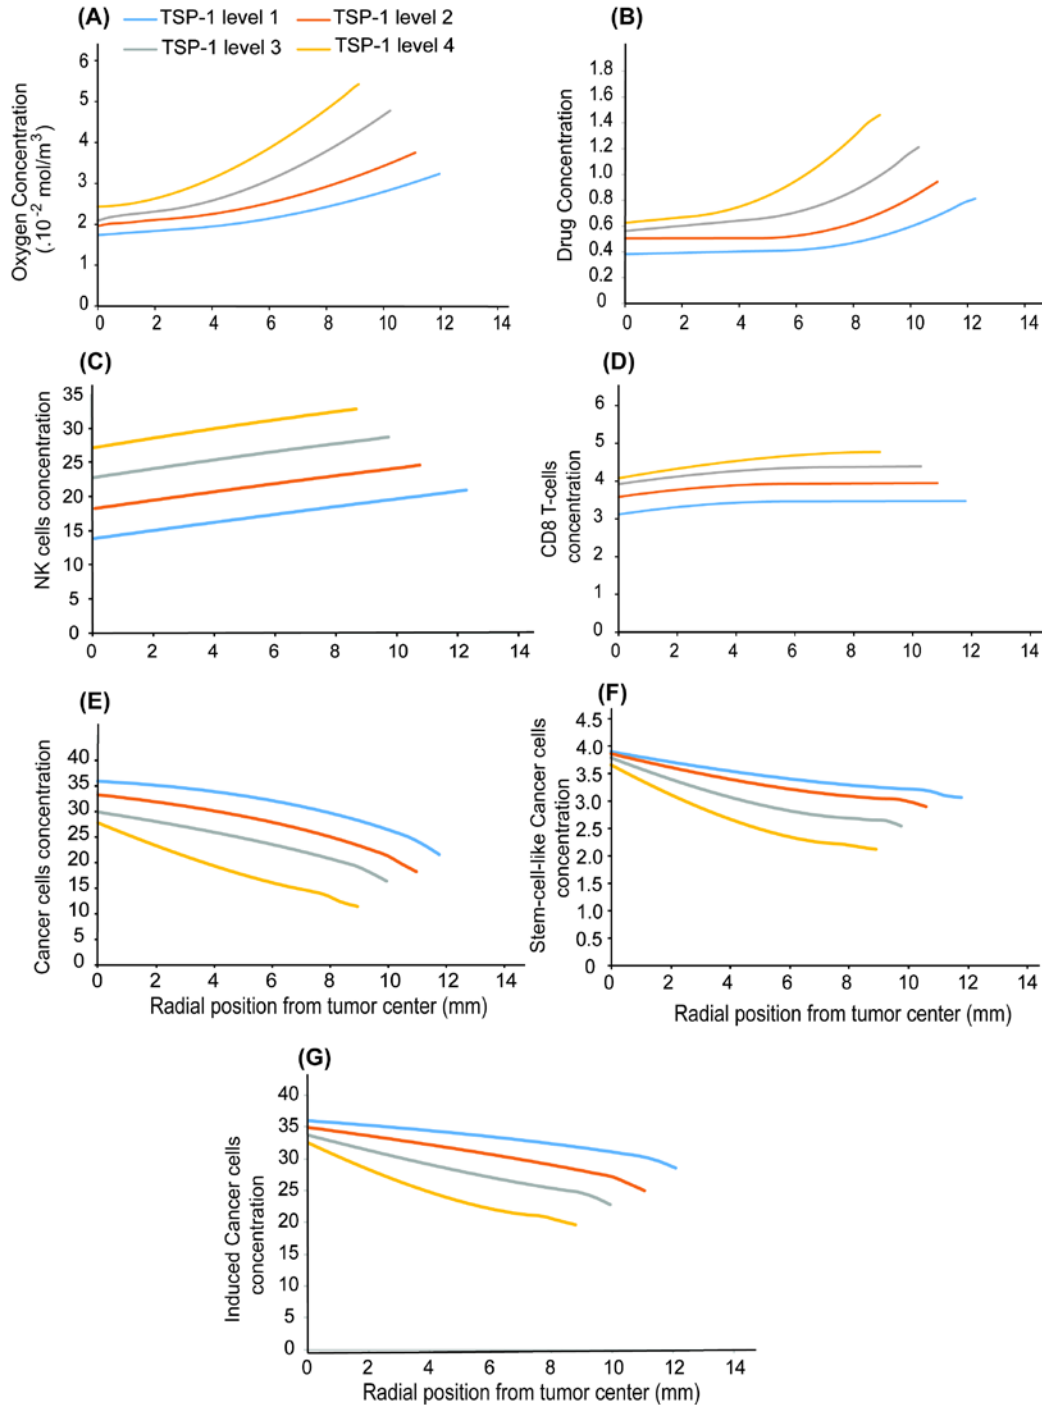 (A) TSP-1 level 1 TSP-1 level 2
TSP-1 level 3 TSP-1 level 4
Oxygen Concentration
(.10⁻² mol/m³)
6
5
4
3
2
1
0
0 2 4 6 8 10 12 14
(B)
Drug Concentration
1.8
1.8
1.4
1.2
1.0
0.8
0.6
0.4
0.2
0
0 2 4 6 8 10 12 14
(C)
NK cells concentration
35
30
25
20
15
10
5
0
0 2 4 6 8 10 12 14
(D)
CD8 T-cells
concentration
6
5
4
3
2
1
0
0 2 4 6 8 10 12 14
(E)
Cancer cells concentration
40
35
30
25
20
15
10
5
0
0 2 4 6 8 10 12 14
Radial position from tumor center (mm)
(F)
Stem-cell-like Cancer cells
concentration
4.5
4.0
3.5
3.0
2.5
2.0
1.5
1.0
0.5
0
0 2 4 6 8 10 12 14
Radial position from tumor center (mm)
(G)
Induced Cancer cells
concentration
40
35
30
25
20
15
10
5
0
0 2 4 6 8 10 12 14
Radial position from tumor center (mm)